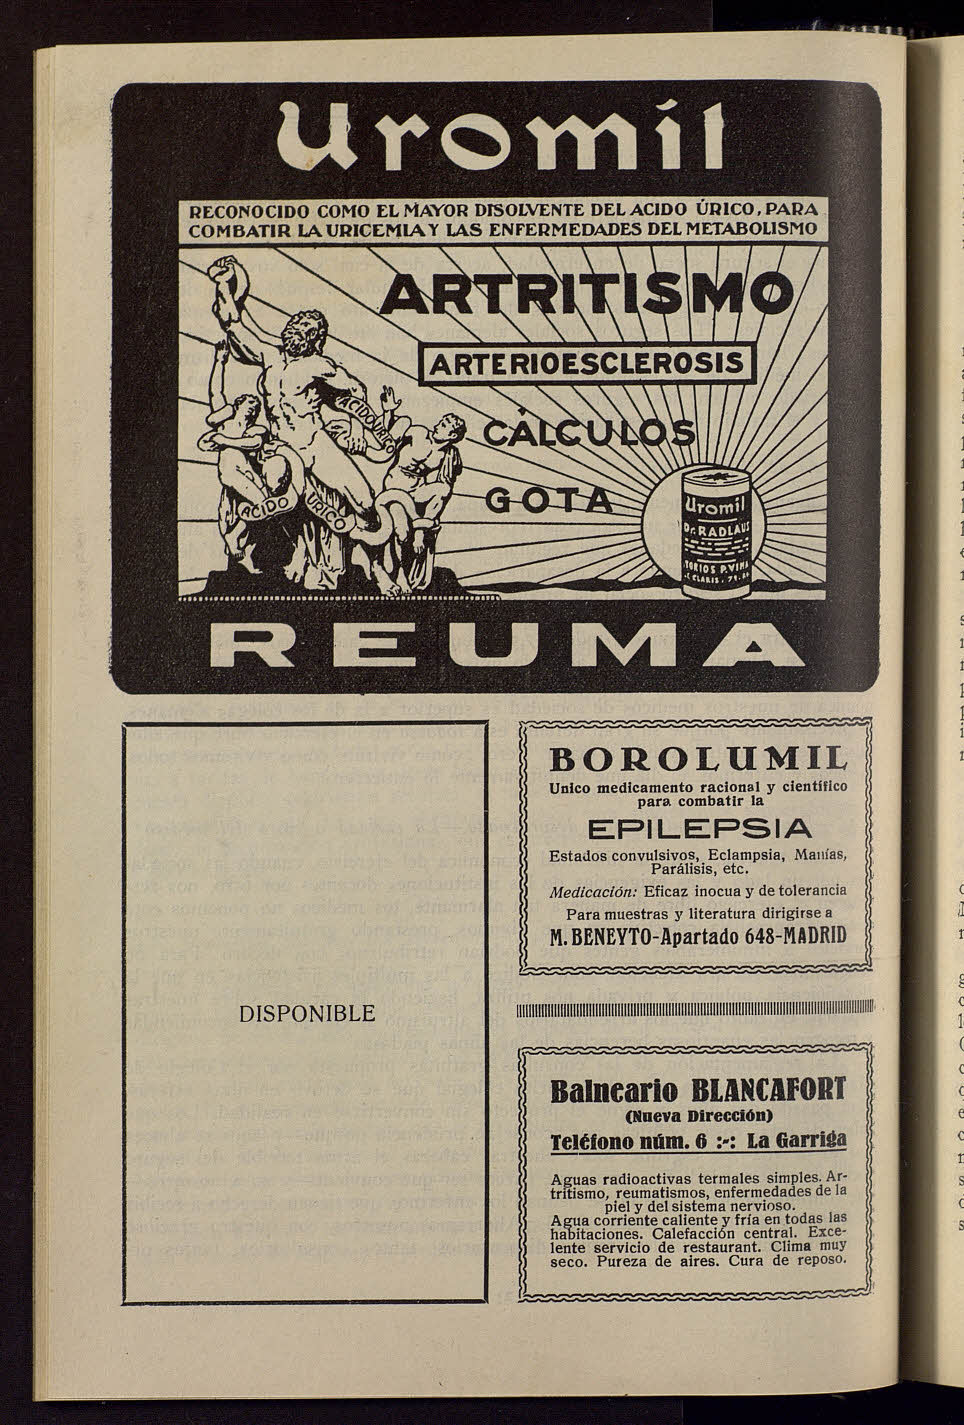 Uromil
RECONOCIDO COMO EL MAYOR DISOLVENTE DEL ACIDO ÚRICO, PARA
COMBATIR LA URICEMIA Y LAS ENFERMEDADES DEL METABOLISMO
ARTRITISMO
ARTERIOESCLEROSIS
CÁLCULOS
GOTA
ACIDO URICO
ACIDO URICO
Uromil
Dr. RADLAUE
TORIOS P. VIÑA
CLARIS, 71
REUMA
DISPONIBLE
BOROLUMIL
Unico medicamento racional y científico
para combatir la
EPILEPSIA
Estados convulsivos, Eclampsia, Manías,
Parálisis, etc.
Medicación: Eficaz inocua y de tolerancia
Para muestras y literatura dirigirse a
M. BENEYTO-Apartado 648-MADRID
Balneario BLANCAFORT
(Nueva Dirección)
Teléfono núm. 6 :-: La Garriga
Aguas radioactivas termales simples. Ar-
tritismo, reumatismos, enfermedades de la
piel y del sistema nervioso.
Agua corriente caliente y fría en todas las
habitaciones. Calefacción central. Exce-
lente servicio de restaurant. Clima muy
seco. Pureza de aires. Cura de reposo.